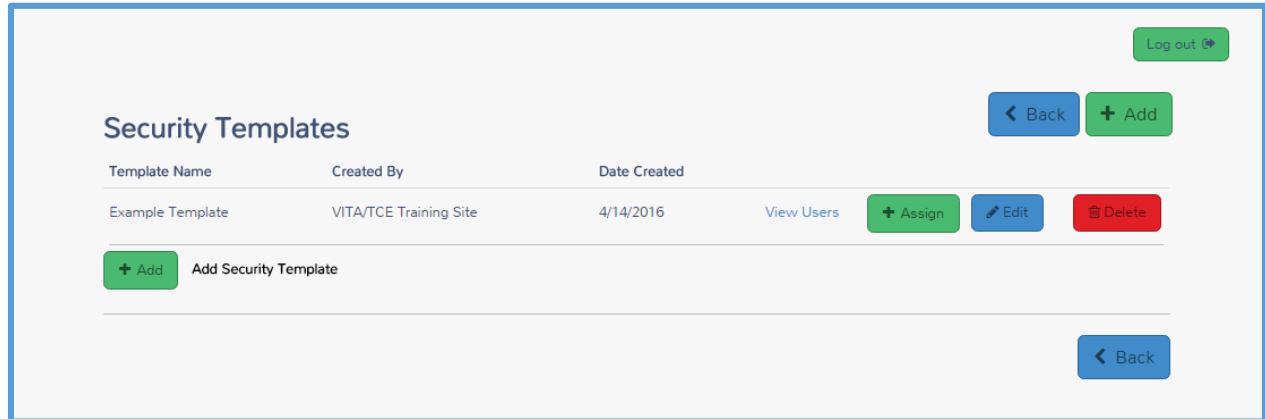 Log out
Security Templates
Back
Add
Template Name Created By Date Created
Example Template VITA/TCE Training Site 4/14/2016 View Users Assign Edit Delete
Add Add Security Template
Back